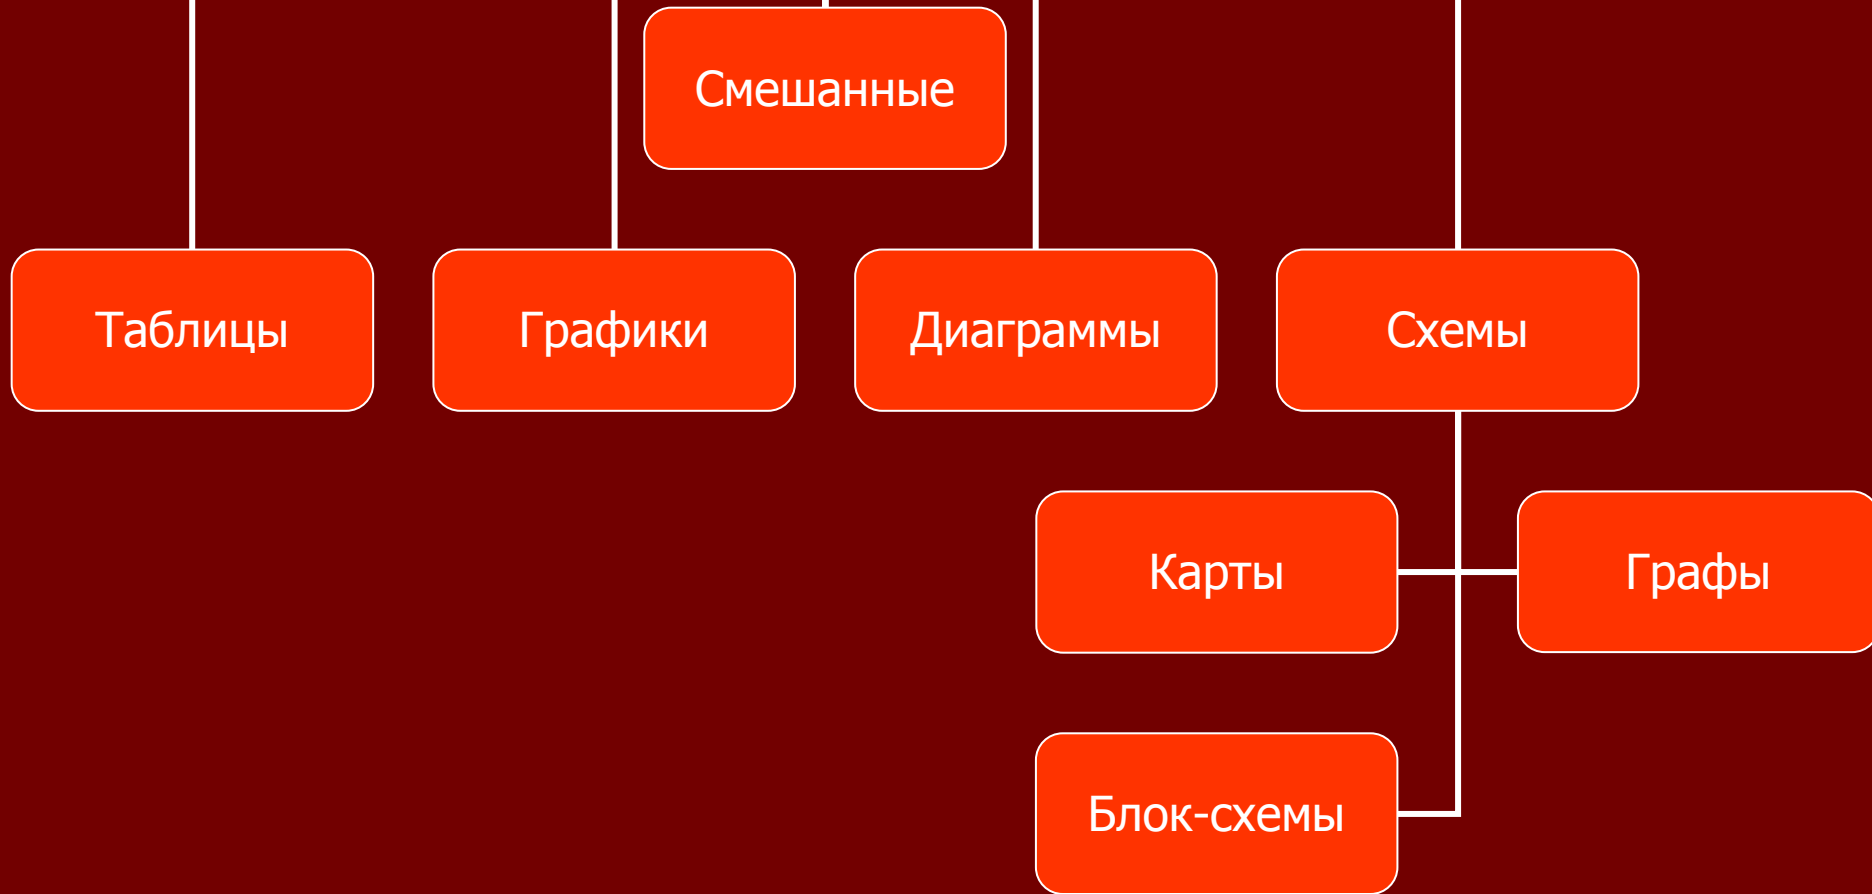 Смешанные
Таблицы
Графики
Диаграммы
Схемы
Карты
Графы
Блок-схемы